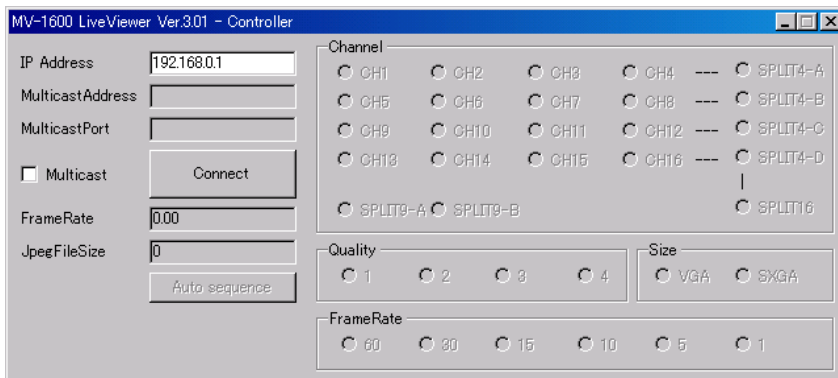 MV-1600 LiveViewer Ver.3.01 - Controller
IP Address 192.168.0.1
MulticastAddress
MulticastPort
Multicast Connect
FrameRate 0.00
JpegFileSize 0
Auto sequence
Channel
CH1 CH2 CH3 CH4 --- SPLIT4-A
CH5 CH6 CH7 CH8 --- SPLIT4-B
CH9 CH10 CH11 CH12 --- SPLIT4-C
CH13 CH14 CH15 CH16 --- SPLIT4-D
|
SPLIT9-A SPLIT9-B SPLIT16
Quality
1 2 3 4
Size
VGA SXGA
FrameRate
60 30 15 10 5 1